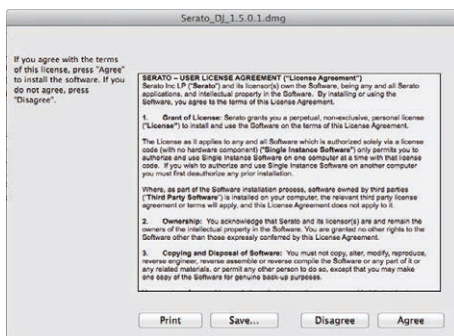 Serato_DJ_1.5.0.1.dmg
If you agree with the terms
of this license, press "Agree"
to install the software. If you
do not agree, press
"Disagree".
SERATO – USER LICENSE AGREEMENT ("License Agreement")
Serato Inc LP ("Serato") and its licensor(s) own the Software, being any and all Serato
applications, and intellectual property in the Software. By installing or using the
Software, you agree to the terms of this License Agreement.
1. Grant of License: Serato grants you a perpetual, non-exclusive, personal license
("License") to install and use the Software on the terms of this License Agreement.
The License as it applies to any and all Software which is authorized solely via a license
code (with no hardware component) ("Single Instance Software") only permits you to
authorize and use Single Instance Software on one computer at a time with that license
code. If you wish to authorize and use Single Instance Software on another computer
you must first deauthorize any prior installation.
Where, as part of the Software installation process, software owned by third parties
("Third Party Software") is installed on your computer, the relevant third party license
agreement or terms will apply, and this License Agreement does not apply to it.
2. Ownership: You acknowledge that Serato and its licensor(s) are and remain the
owners of the intellectual property in the Software. You are granted no other rights to the
Software other than those expressly conferred by this License Agreement.
3. Copying and Disposal of Software: You must not copy, alter, modify, reproduce,
reverse engineer, reverse assemble or reverse compile the Software or any part of it or
any related materials, or permit any other person to do so, except that you may make
one copy of the Software for genuine back-up purposes.
Print Save... Disagree Agree